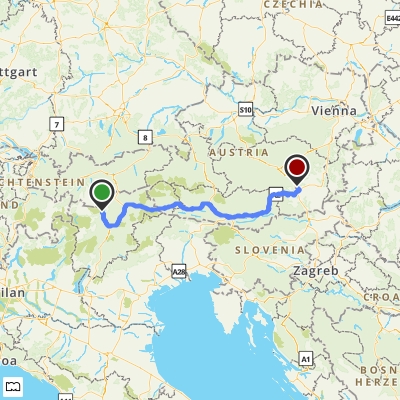 CZECHIA
E442
ttgart
S10
Vienna
7
8
AUSTRIA
CHTENSTEIN
ND
SLOVENIA
Zagreb
A28
ilan
CROA
A1
BOSN
HERZE
oa